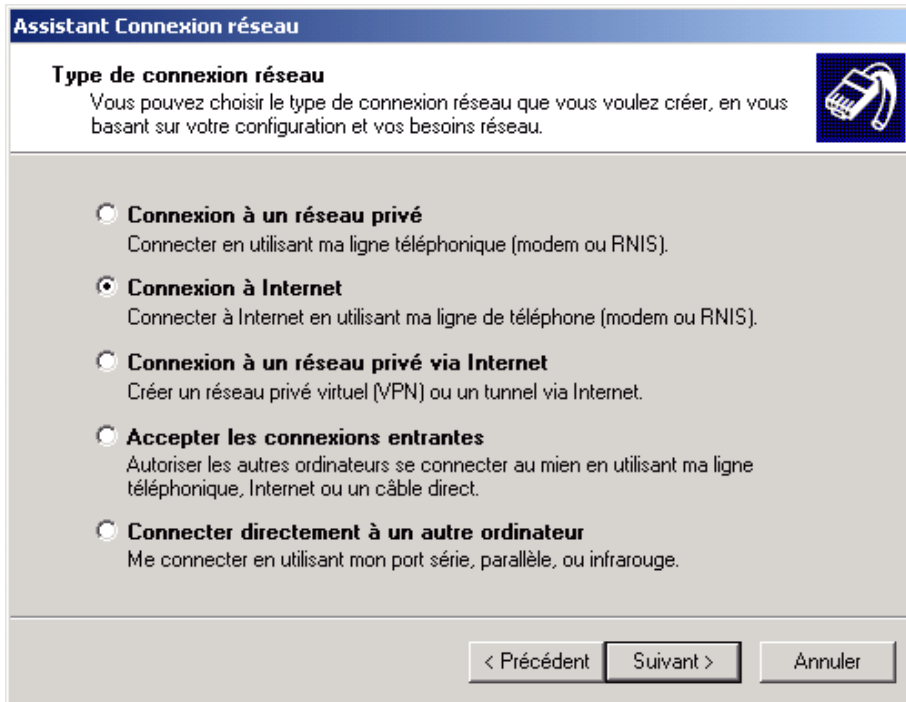 Assistant Connexion réseau
Type de connexion réseau
Vous pouvez choisir le type de connexion réseau que vous voulez créer, en vous
basant sur votre configuration et vos besoins réseau.
Connexion à un réseau privé
Connecter en utilisant ma ligne téléphonique (modem ou RNIS).
Connexion à Internet
Connecter à Internet en utilisant ma ligne de téléphone (modem ou RNIS).
Connexion à un réseau privé via Internet
Créer un réseau privé virtuel (VPN) ou un tunnel via Internet.
Accepter les connexions entrantes
Autoriser les autres ordinateurs se connecter au mien en utilisant ma ligne
téléphonique, Internet ou un câble direct.
Connecter directement à un autre ordinateur
Me connecter en utilisant mon port série, parallèle, ou infrarouge.
< Précédent Suivant > Annuler